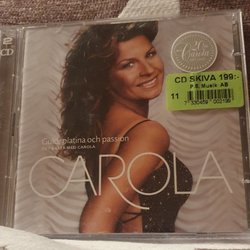 2
CD
CD SKIVA 199:-
P S Musik AB
11
Guld, platina och passion
DET BÄSTA MED CAROLA
CAROLA